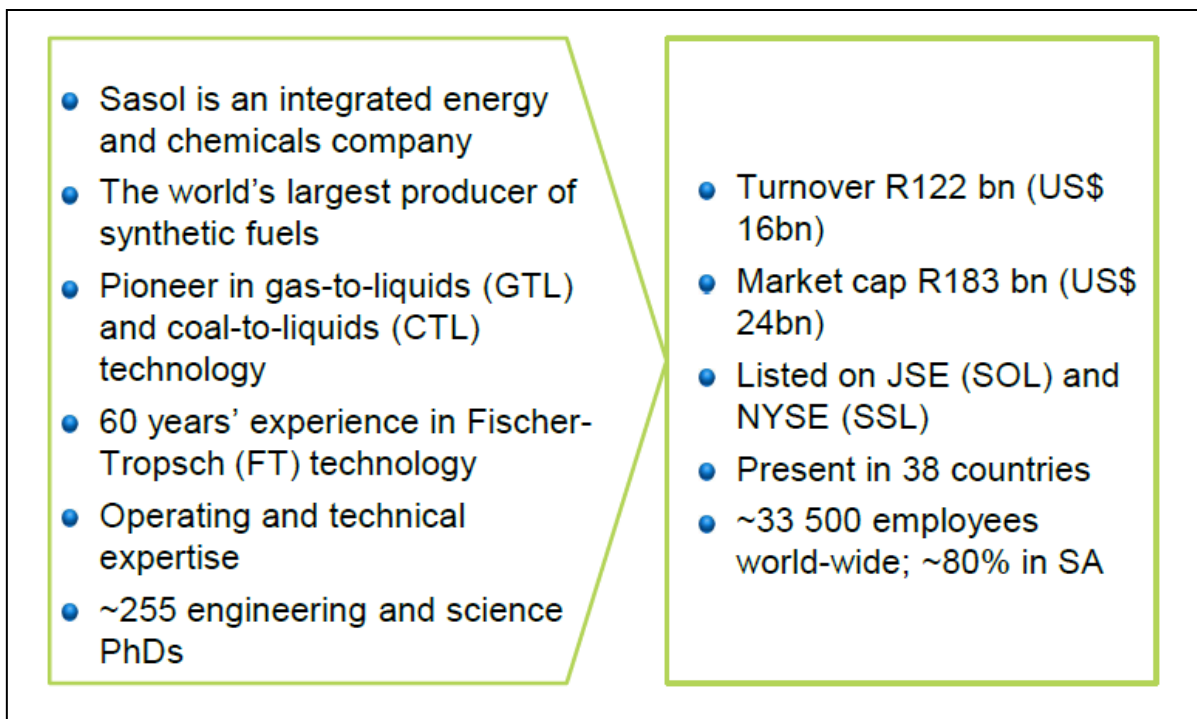 Sasol is an integrated energy
and chemicals company
The world's largest producer of
synthetic fuels
Pioneer in gas-to-liquids (GTL)
and coal-to-liquids (CTL)
technology
60 years' experience in Fischer-
Tropsch (FT) technology
Operating and technical
expertise
~255 engineering and science
PhDs
Turnover R122 bn (US$
16bn)
Market cap R183 bn (US$
24bn)
Listed on JSE (SOL) and
NYSE (SSL)
Present in 38 countries
~33 500 employees
world-wide; ~80% in SA